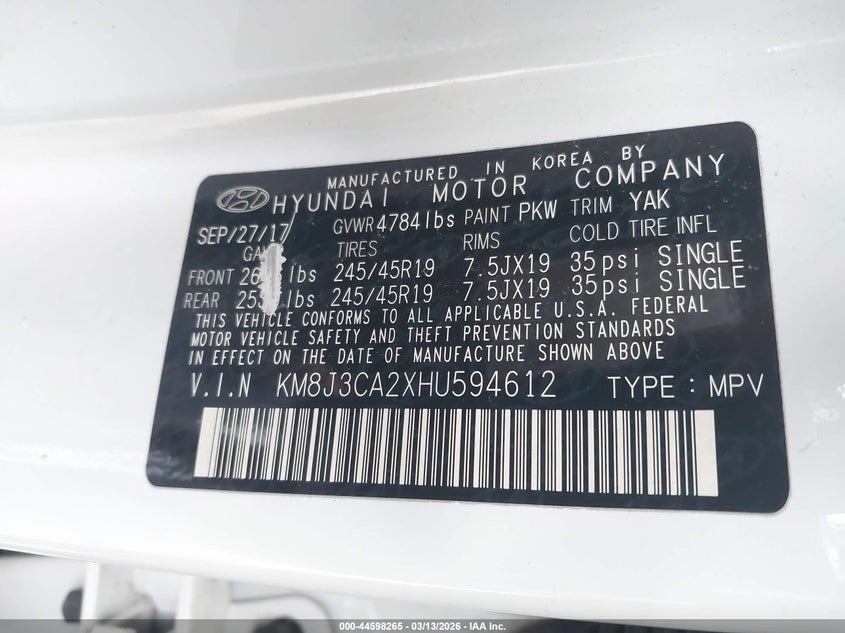 MANUFACTURED IN KOREA BY
HYUNDAI MOTOR COMPANY
SEP/27/17 GVWR 4784lbs PAINT PKW TRIM YAK
TIRES RIMS COLD TIRE INFL
FRONT lbs 245/45R19 7.5JX19 35psi SINGLE
REAR lbs 245/45R19 7.5JX19 35psi SINGLE
THIS VEHICLE CONFORMS TO ALL APPLICABLE U.S.A. FEDERAL
MOTOR VEHICLE SAFETY AND THEFT PREVENTION STANDARDS
IN EFFECT ON THE DATE OF MANUFACTURE SHOWN ABOVE
V.I.N KM8J3CA2XHU594612 TYPE : MPV
000-44598265 - 03/13/2026 - IAA Inc.